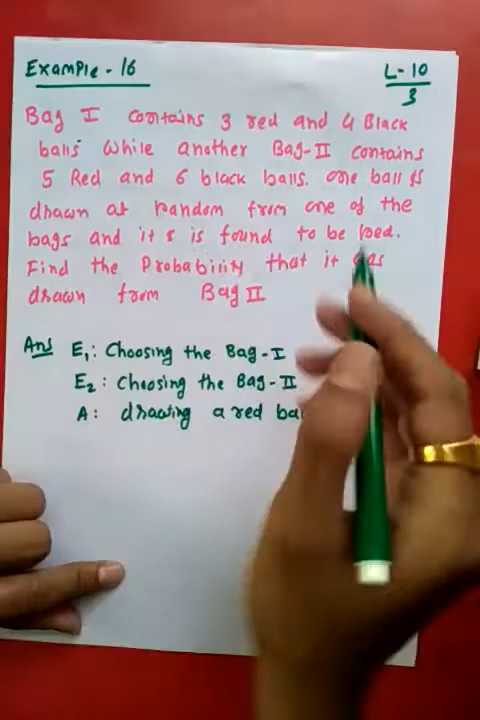 Example - 16
L-10
3
Bag I contains 3 red and 4 Black
balls while another Bag-II contains
5 Red and 6 black balls. one ball is
drawn at random from one of the
bags and it s is found to be red.
Find the Probability that it was
drawn from Bag II
Ans E₁: Choosing the Bag-I
E₂: Choosing the Bag-II
A: drawing a red